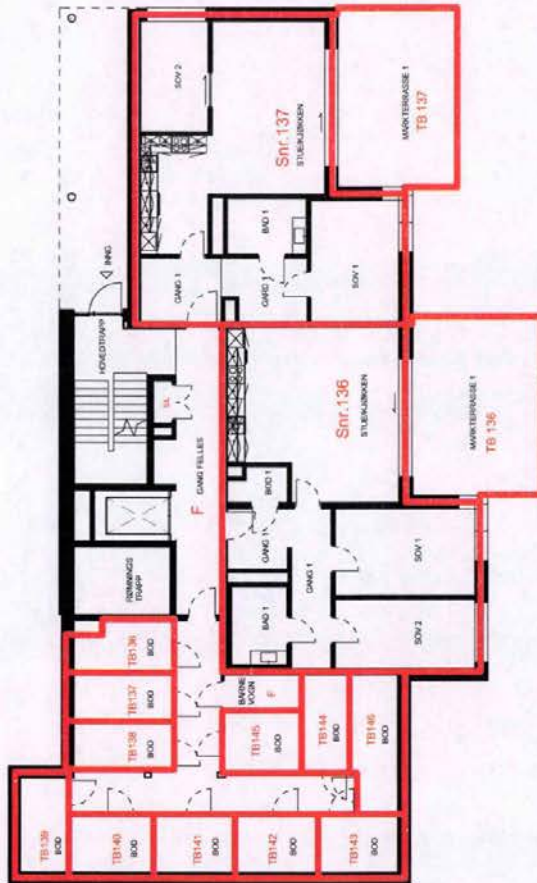 SOV 2
MARKTERRASSE 1
TB 137
Snr.137
STUE/KJØKKEN
INNG
BAD 1
GANG 1
GARD 1
SOV 1
HOVEDTRAPP
F
GANG FELLES
Snr.136
STUE/KJØKKEN
MARKTERRASSE 1
TB 136
BOD 1
GANG 1
GANG 1
SOV 1
RØMNINGS
TRAPP
BAD 1
SOV 2
TB136
BOD
TB137
BOD
TB138
BOD
BARNE
VOGN
F
TB145
BOD
TB144
BOD
TB146
BOD
TB139
BOD
TB140
BOD
TB141
BOD
TB142
BOD
TB143
BOD